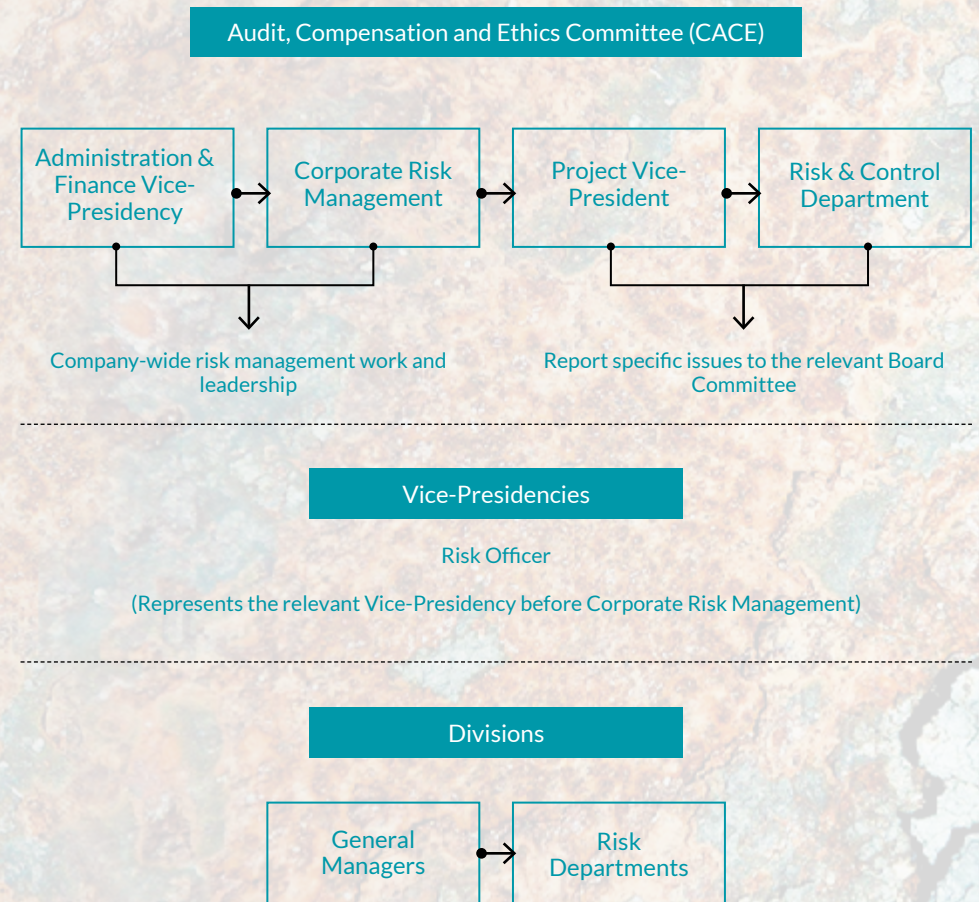 Audit, Compensation and Ethics Committee (CACE)
Administration &
Finance Vice-
Presidency
Corporate Risk
Management
Project Vice-
President
Risk & Control
Department
Company-wide risk management work and
leadership
Report specific issues to the relevant Board
Committee
Vice-Presidencies
Risk Officer
(Represents the relevant Vice-Presidency before Corporate Risk Management)
Divisions
General
Managers
Risk
Departments